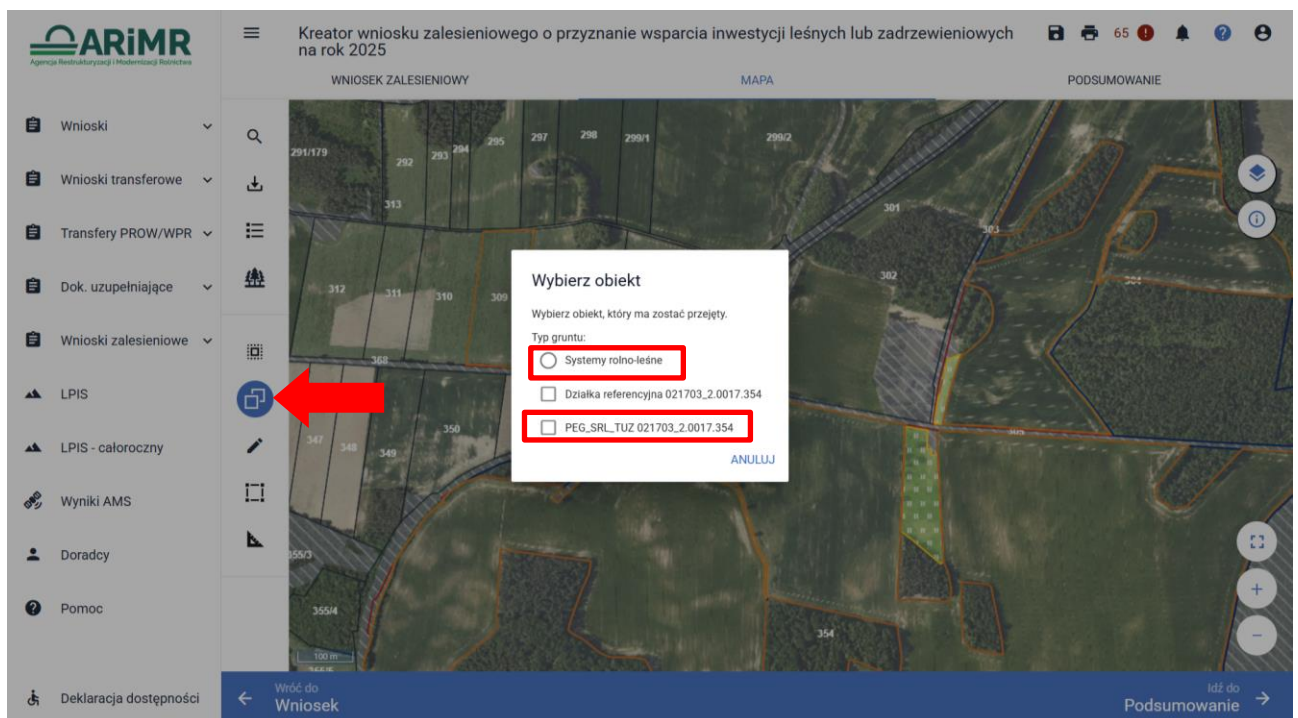 ARiMR
Agencja Restrukturyzacji i Modernizacji Rolnictwa
Wnioski
Wnioski transferowe
Transfery PROW/WPR
Dok. uzupełniające
Wnioski zalesieniowe
LPIS
LPIS - całoroczny
Wyniki AMS
Doradcy
Pomoc
Deklaracja dostępności
Kreator wniosku zalesieniowego o przyznanie wsparcia inwestycji leśnych lub zadrzewieniowych
na rok 2025
65
WNIOSEK ZALESIENIOWY
MAPA
PODSUMOWANIE
291/179
292
293
294
295
297
298
299/1
299/2
313
301
303
302
304
312
311
310
309
368
305
347
348
349
350
355/3
355/4
354
100 m
Wybierz obiekt
Wybierz obiekt, który ma zostać przejęty.
Typ gruntu:
Systemy rolno-leśne
Działka referencyjna 021703_2.0017.354
PEG_SRL_TUZ 021703_2.0017.354
ANULUJ
Wróć do
Wniosek
Idź do
Podsumowanie